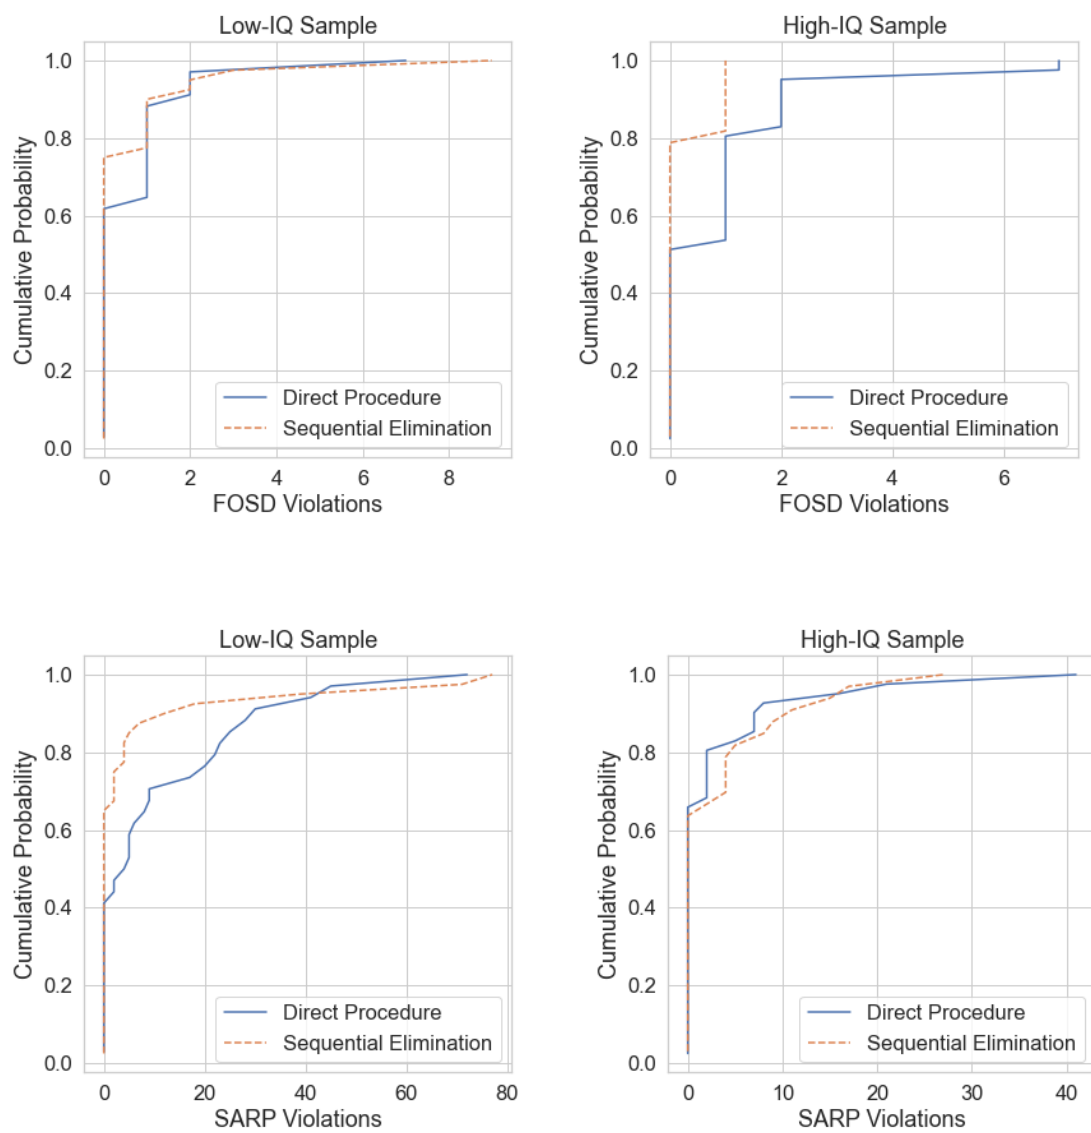 Low-IQ Sample
1.0
0.8
0.6
0.4
0.2
0.0
Cumulative Probability
Direct Procedure
Sequential Elimination
0 2 4 6 8
FOSD Violations
High-IQ Sample
1.0
0.8
0.6
0.4
0.2
0.0
Cumulative Probability
Direct Procedure
Sequential Elimination
0 2 4 6
FOSD Violations
Low-IQ Sample
1.0
0.8
0.6
0.4
0.2
0.0
Cumulative Probability
Direct Procedure
Sequential Elimination
0 20 40 60 80
SARP Violations
High-IQ Sample
1.0
0.8
0.6
0.4
0.2
0.0
Cumulative Probability
Direct Procedure
Sequential Elimination
0 10 20 30 40
SARP Violations